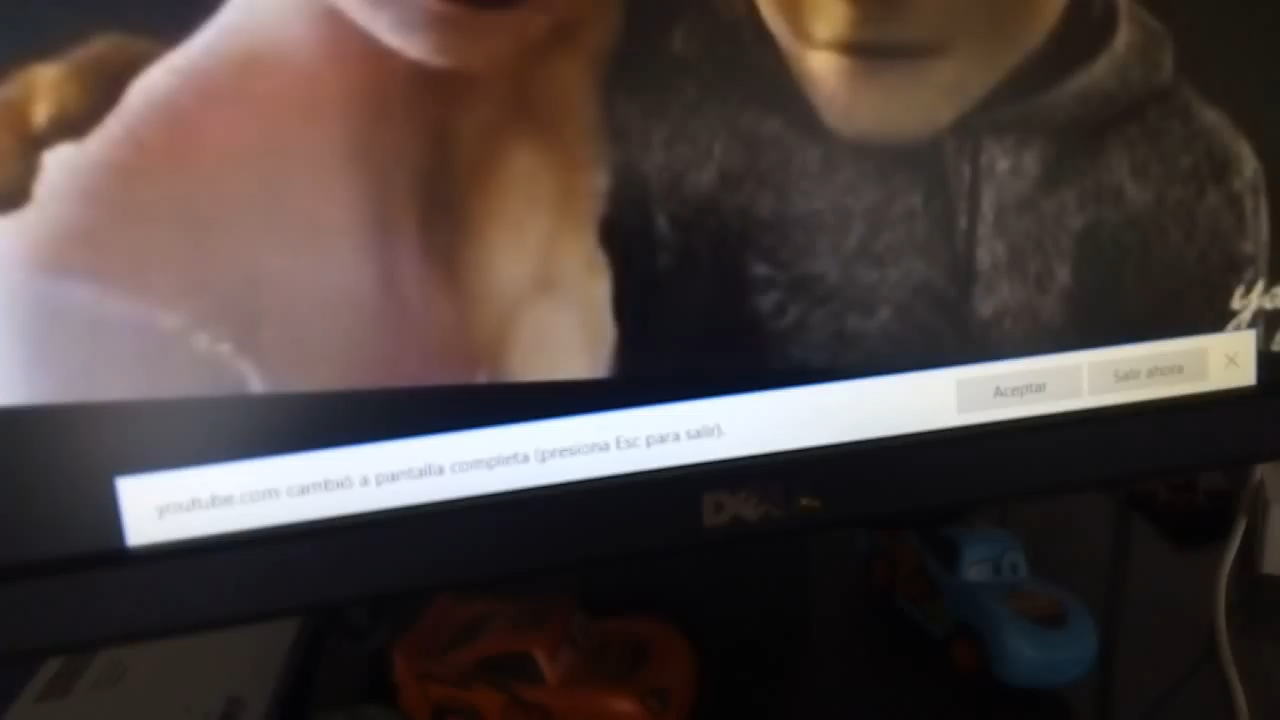 Aceptar
Salir ahora
youtube.com cambió a pantalla completa (presiona Esc para salir).